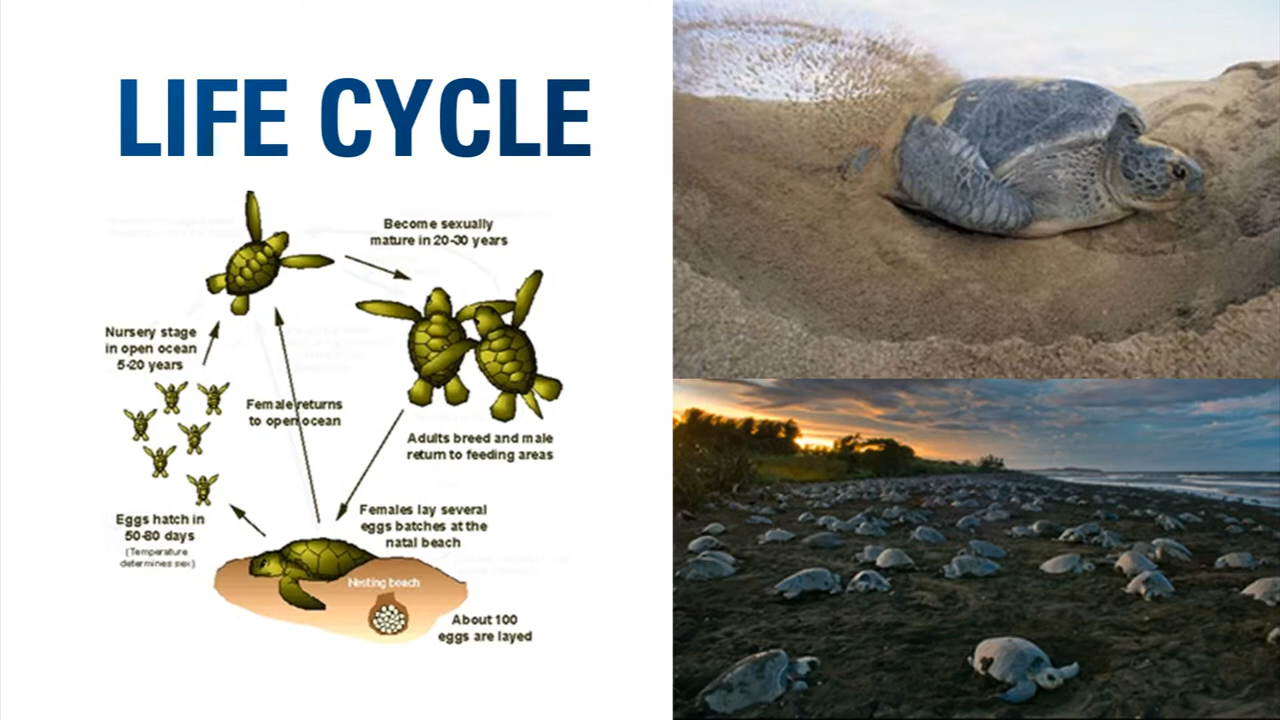 LIFE CYCLE
Become sexually
mature in 20-30 years
Nursery stage
in open ocean
5-20 years
Female returns
to open ocean
Adults breed and male
return to feeding areas
Females lay several
eggs batches at the
natal beach
Eggs hatch in
50-80 days
(Temperature
determines sex)
Nesting beach
About 100
eggs are layed